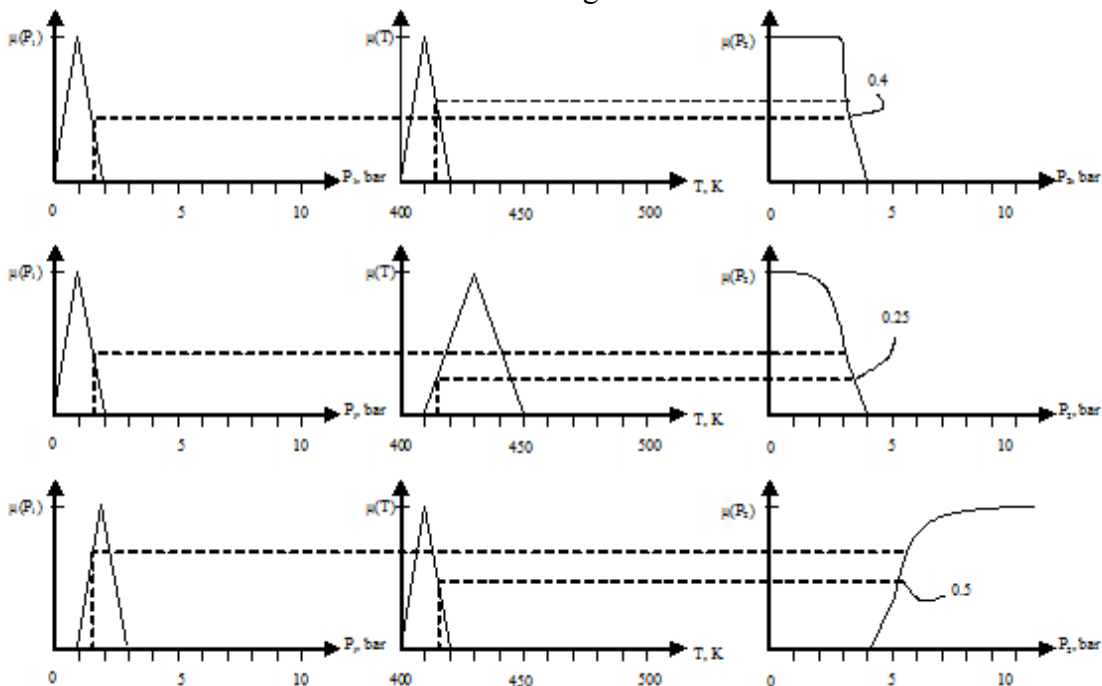 μ(P₁)
μ(T)
μ(P₂)
0.4
P₁, bar
T, K
P₂, bar
0 5 10
400 450 500
0 5 10
μ(P₁)
μ(T)
μ(P₂)
0.25
P₁, bar
T, K
P₂, bar
0 5 10
400 450 500
0 5 10
μ(P₁)
μ(T)
μ(P₂)
0.5
P₁, bar
T, K
P₂, bar
0 5 10
400 450 500
0 5 10